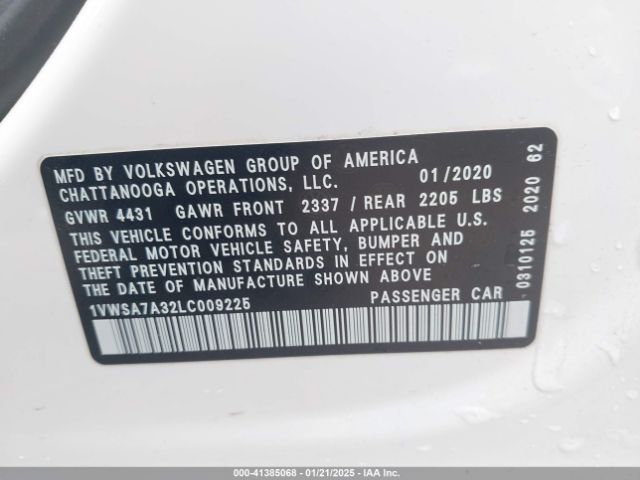 MFD BY VOLKSWAGEN GROUP OF AMERICA
CHATTANOOGA OPERATIONS, LLC. 01/2020
GVWR 4431 GAWR FRONT 2337 / REAR 2205 LBS
THIS VEHICLE CONFORMS TO ALL APPLICABLE U.S.
FEDERAL MOTOR VEHICLE SAFETY, BUMPER AND
THEFT PREVENTION STANDARDS IN EFFECT ON
THE DATE OF MANUFACTURE SHOWN ABOVE
1VWSA7A32LC009225 PASSENGER CAR
0310125 2020 62
000-41385068 - 01/21/2025 - IAAI.COM